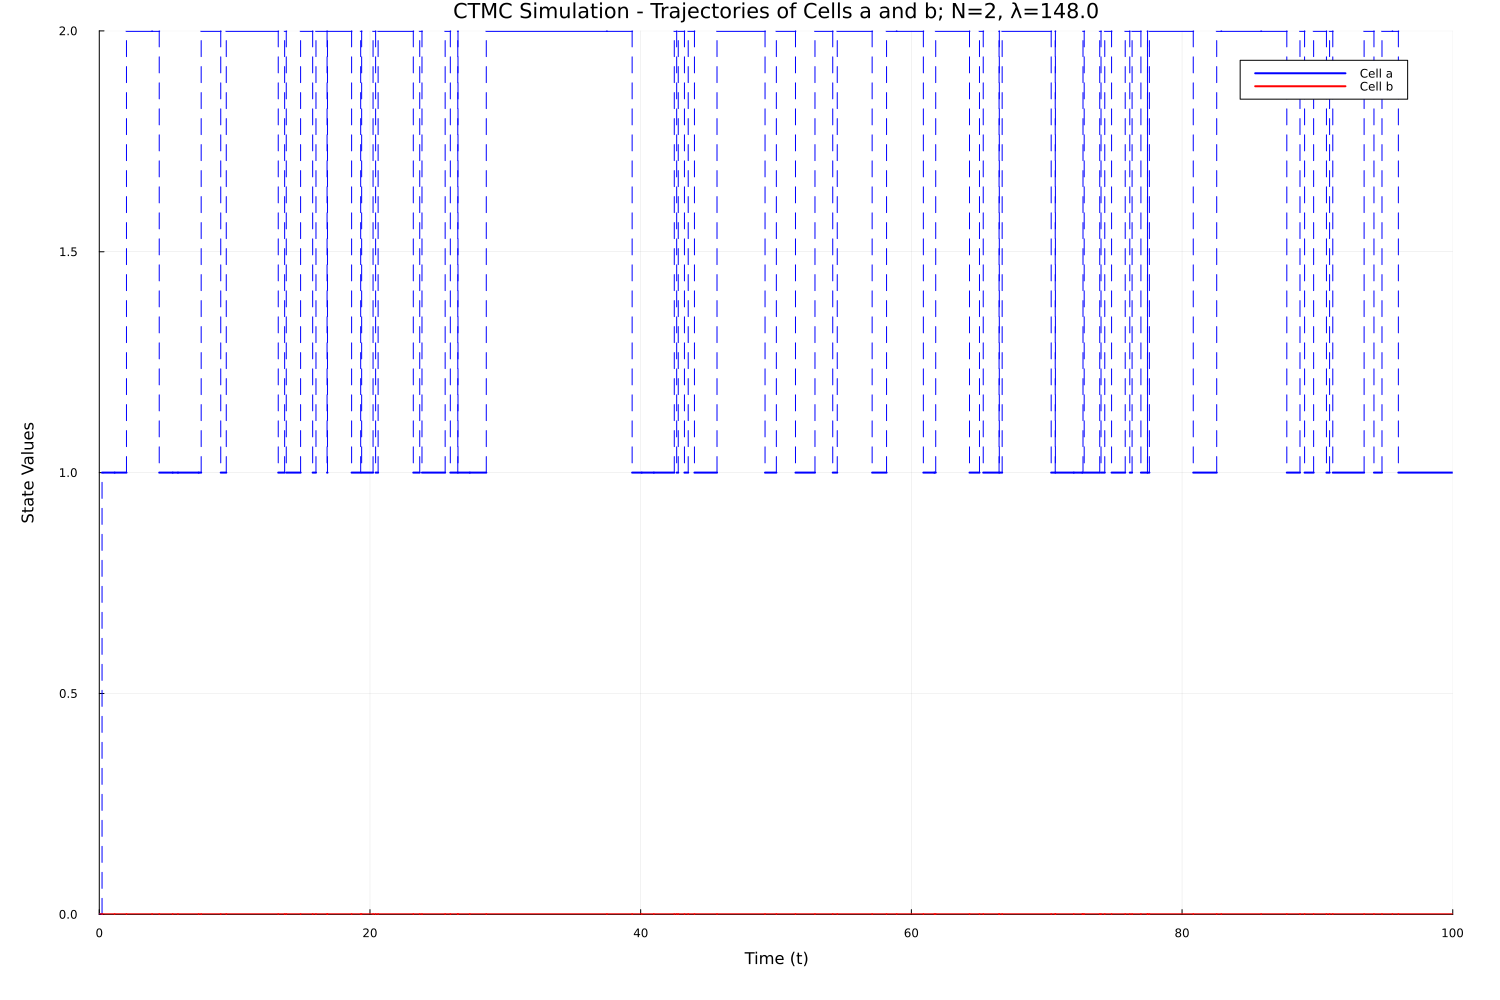 CTMC Simulation - Trajectories of Cells a and b; N=2, λ=148.0
2.0
Cell a
Cell b
1.5
State Values
1.0
0.5
0.0
0 20 40 60 80 100
Time (t)